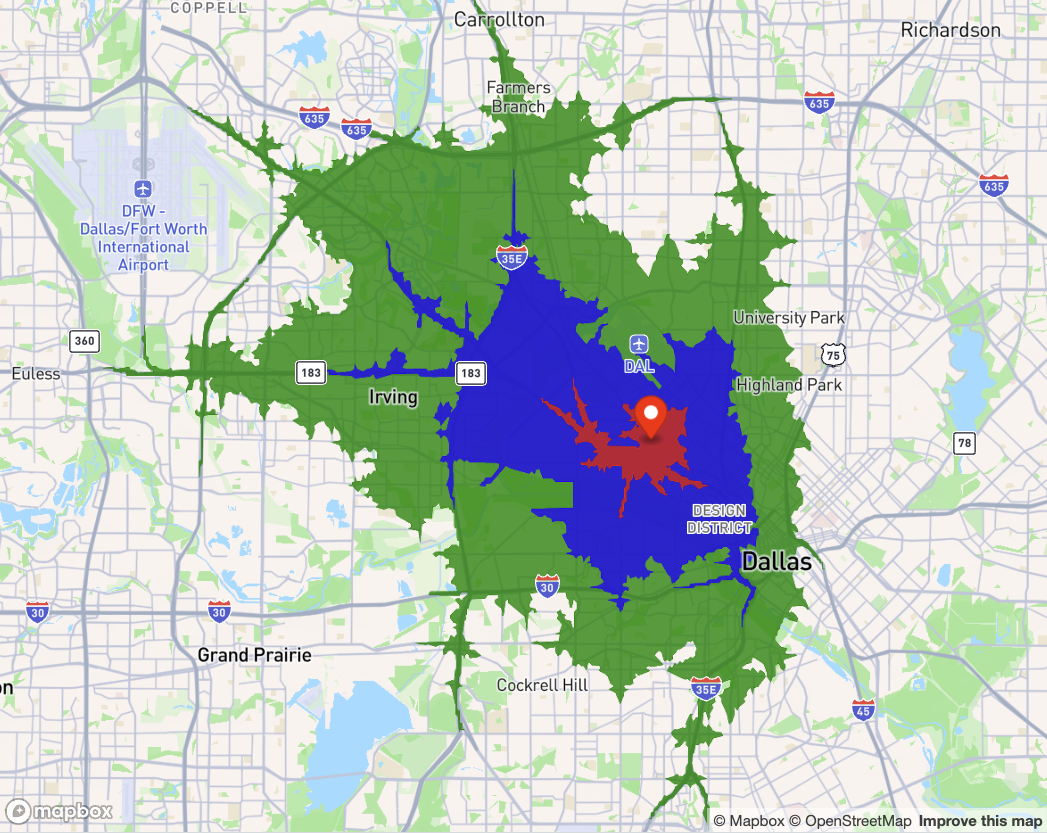 COPPELL
Carrollton
Richardson
Farmers
Branch
635
635
635
635
DFW -
Dallas/Fort Worth
International
Airport
35E
University Park
DAL
360
75
Euless
183
183
Highland Park
Irving
78
DESIGN
DISTRICT
Dallas
30
30
30
Grand Prairie
Cockrell Hill
35E
on
45
mapbox
© Mapbox © OpenStreetMap Improve this map